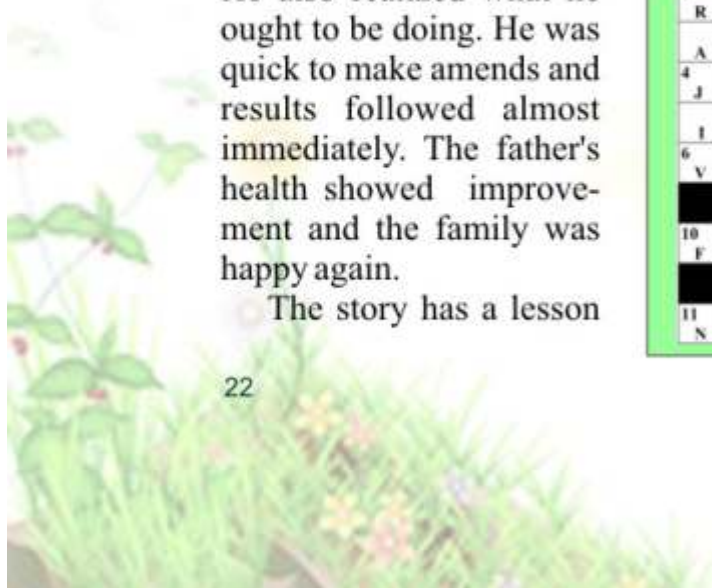 ought to be doing. He was
quick to make amends and
results followed almost
immediately. The father's
health showed improve-
ment and the family was
happy again.
The story has a lesson
22
R
A
4
J
I
6
V
10
F
11
N